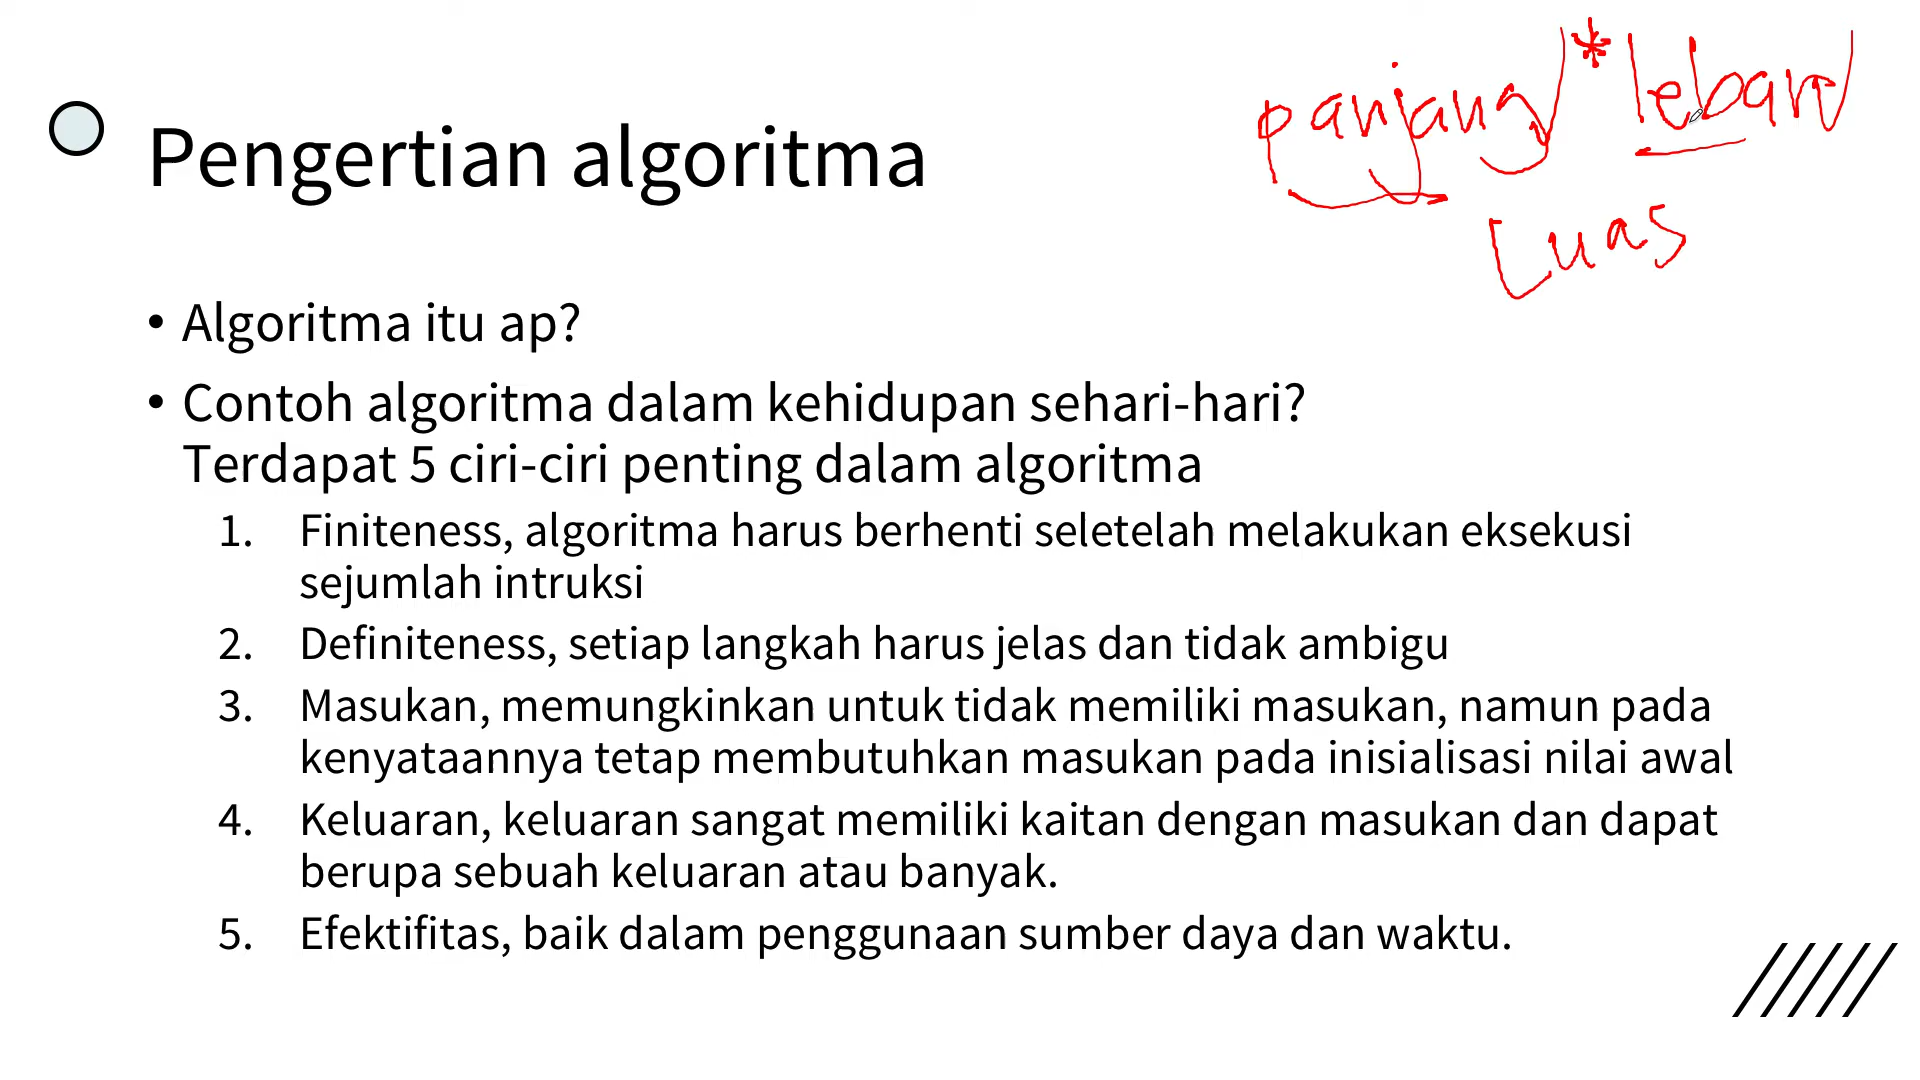 panjang * lebar
Luas
Pengertian algoritma
• Algoritma itu ap?
• Contoh algoritma dalam kehidupan sehari-hari?
Terdapat 5 ciri-ciri penting dalam algoritma
1. Finiteness, algoritma harus berhenti seletelah melakukan eksekusi
sejumlah intruksi
2. Definiteness, setiap langkah harus jelas dan tidak ambigu
3. Masukan, memungkinkan untuk tidak memiliki masukan, namun pada
kenyataannya tetap membutuhkan masukan pada inisialisasi nilai awal
4. Keluaran, keluaran sangat memiliki kaitan dengan masukan dan dapat
berupa sebuah keluaran atau banyak.
5. Efektifitas, baik dalam penggunaan sumber daya dan waktu.